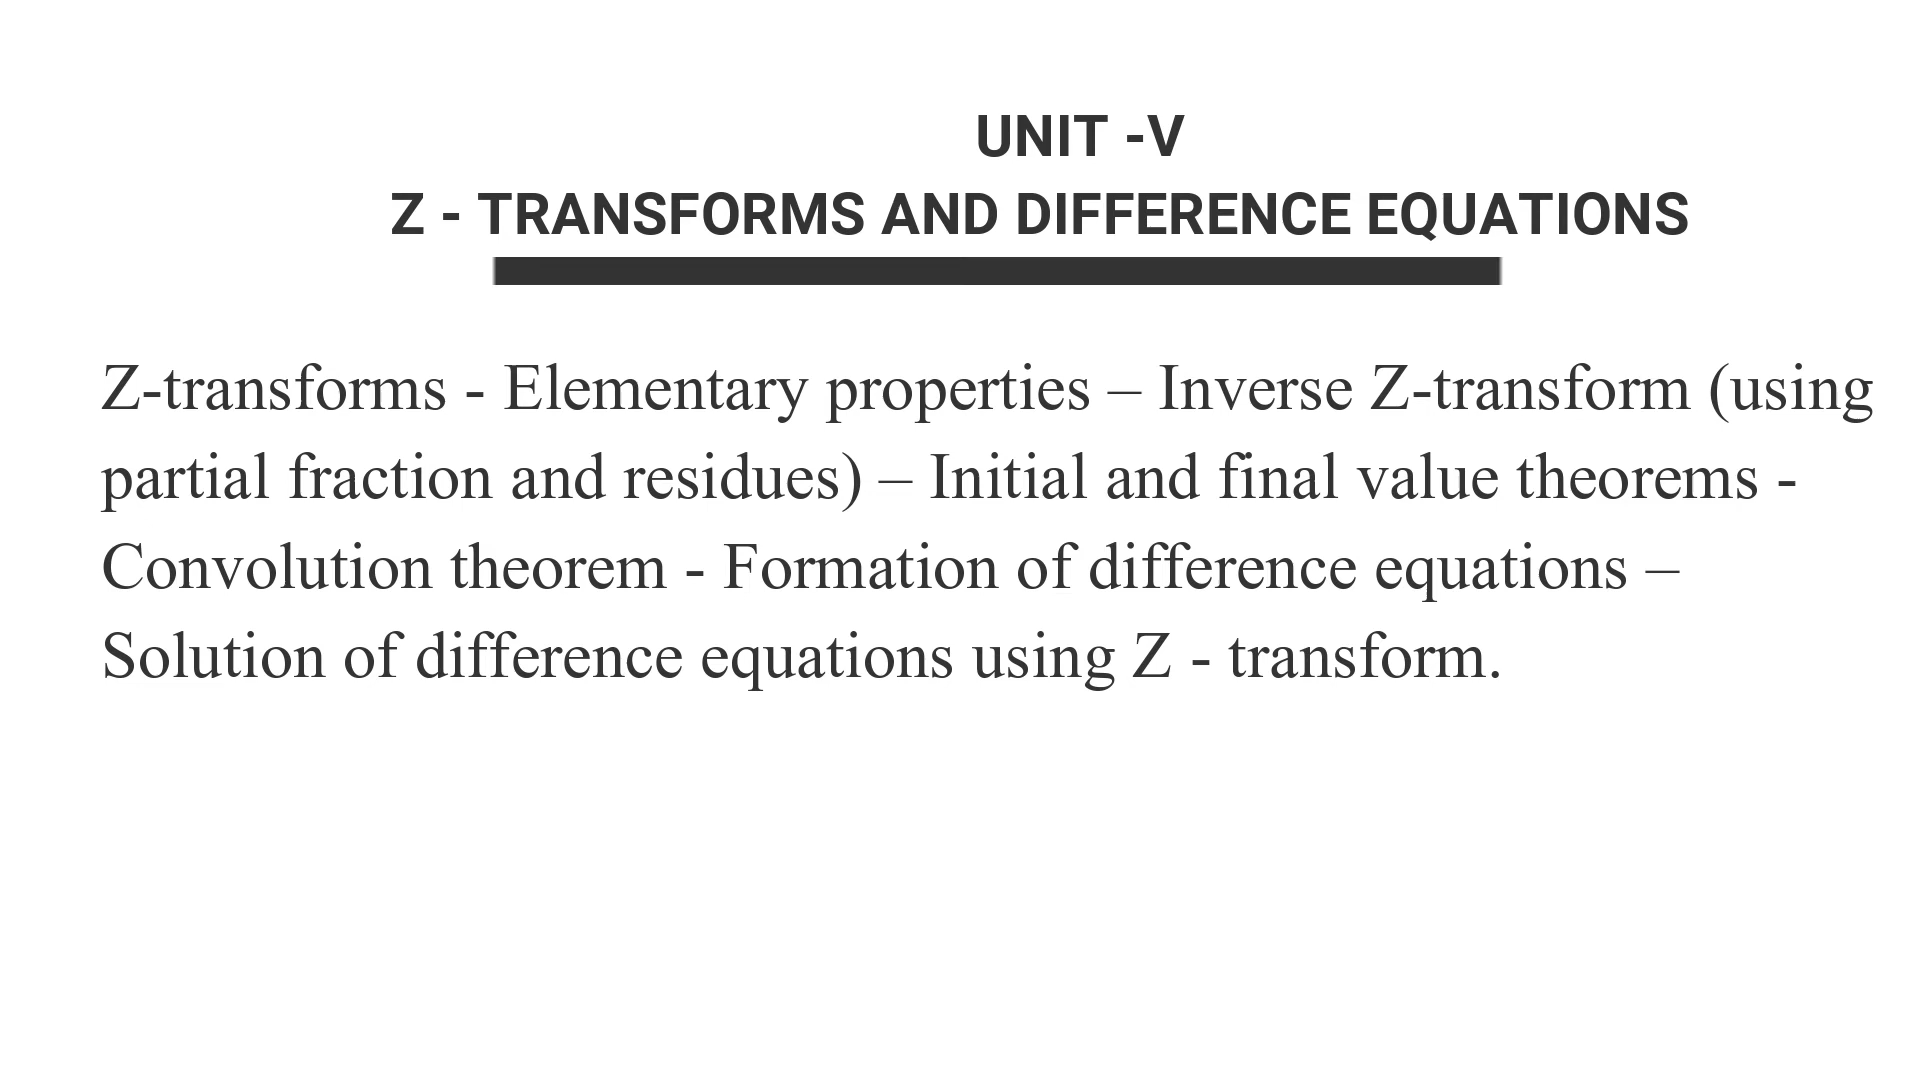 UNIT -V
Z - TRANSFORMS AND DIFFERENCE EQUATIONS
Z-transforms - Elementary properties – Inverse Z-transform (using
partial fraction and residues) – Initial and final value theorems -
Convolution theorem - Formation of difference equations –
Solution of difference equations using Z - transform.